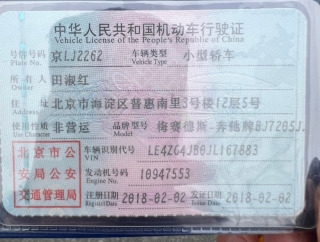 中华人民共和国机动车行驶证
Vehicle License of the People's Republic of China
号牌号码 京LJ2262 车辆类型 小型轿车
Plate No. Vehicle Type
所有人 田淑红
Owner
住址 北京市海淀区普惠南里3号楼12层5号
Address
使用性质 非营运 品牌型号 梅赛德斯-奔驰牌BJ7205J
Use Character Model
北京市公
安局公安
交通管理局
车辆识别代号 LE4ZG4JB0JL167883
VIN
发动机号码 10947553
Engine No.
注册日期 2018-02-02 发证日期 2018-02-02
Register Date Issue Date